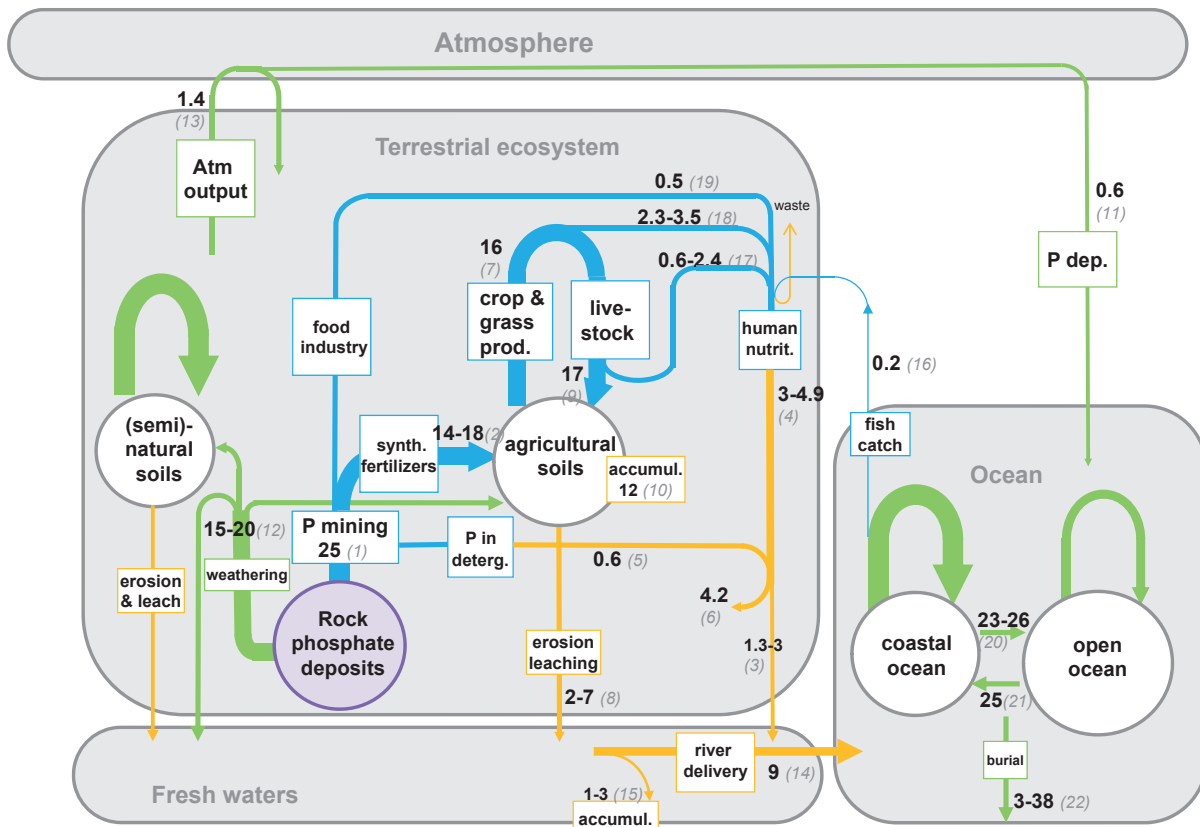 Atmosphere
1.4
(13)
Atm
output
Terrestrial ecosystem
0.5 (19)
2.3-3.5 (18)
0.6-2.4 (17)
waste
0.6
(11)
P dep.
16
(7)
crop &
grass
prod.
live-
stock
food
industry
human
nutrit.
17
(9)
0.2 (16)
3-4.9
(4)
fish
catch
(semi)-
natural
soils
synth.
fertilizers
14-18 (2)
agricultural
soils
accumul.
12 (10)
Ocean
15-20 (12)
P mining
25 (1)
P in
deterg.
0.6 (5)
weathering
erosion
& leach
4.2
(6)
Rock
phosphate
deposits
erosion
leaching
1.3-3
(3)
2-7 (8)
coastal
ocean
23-26
(20)
open
ocean
25 (21)
burial
3-38 (22)
Fresh waters
river
delivery
9 (14)
1-3 (15)
accumul.